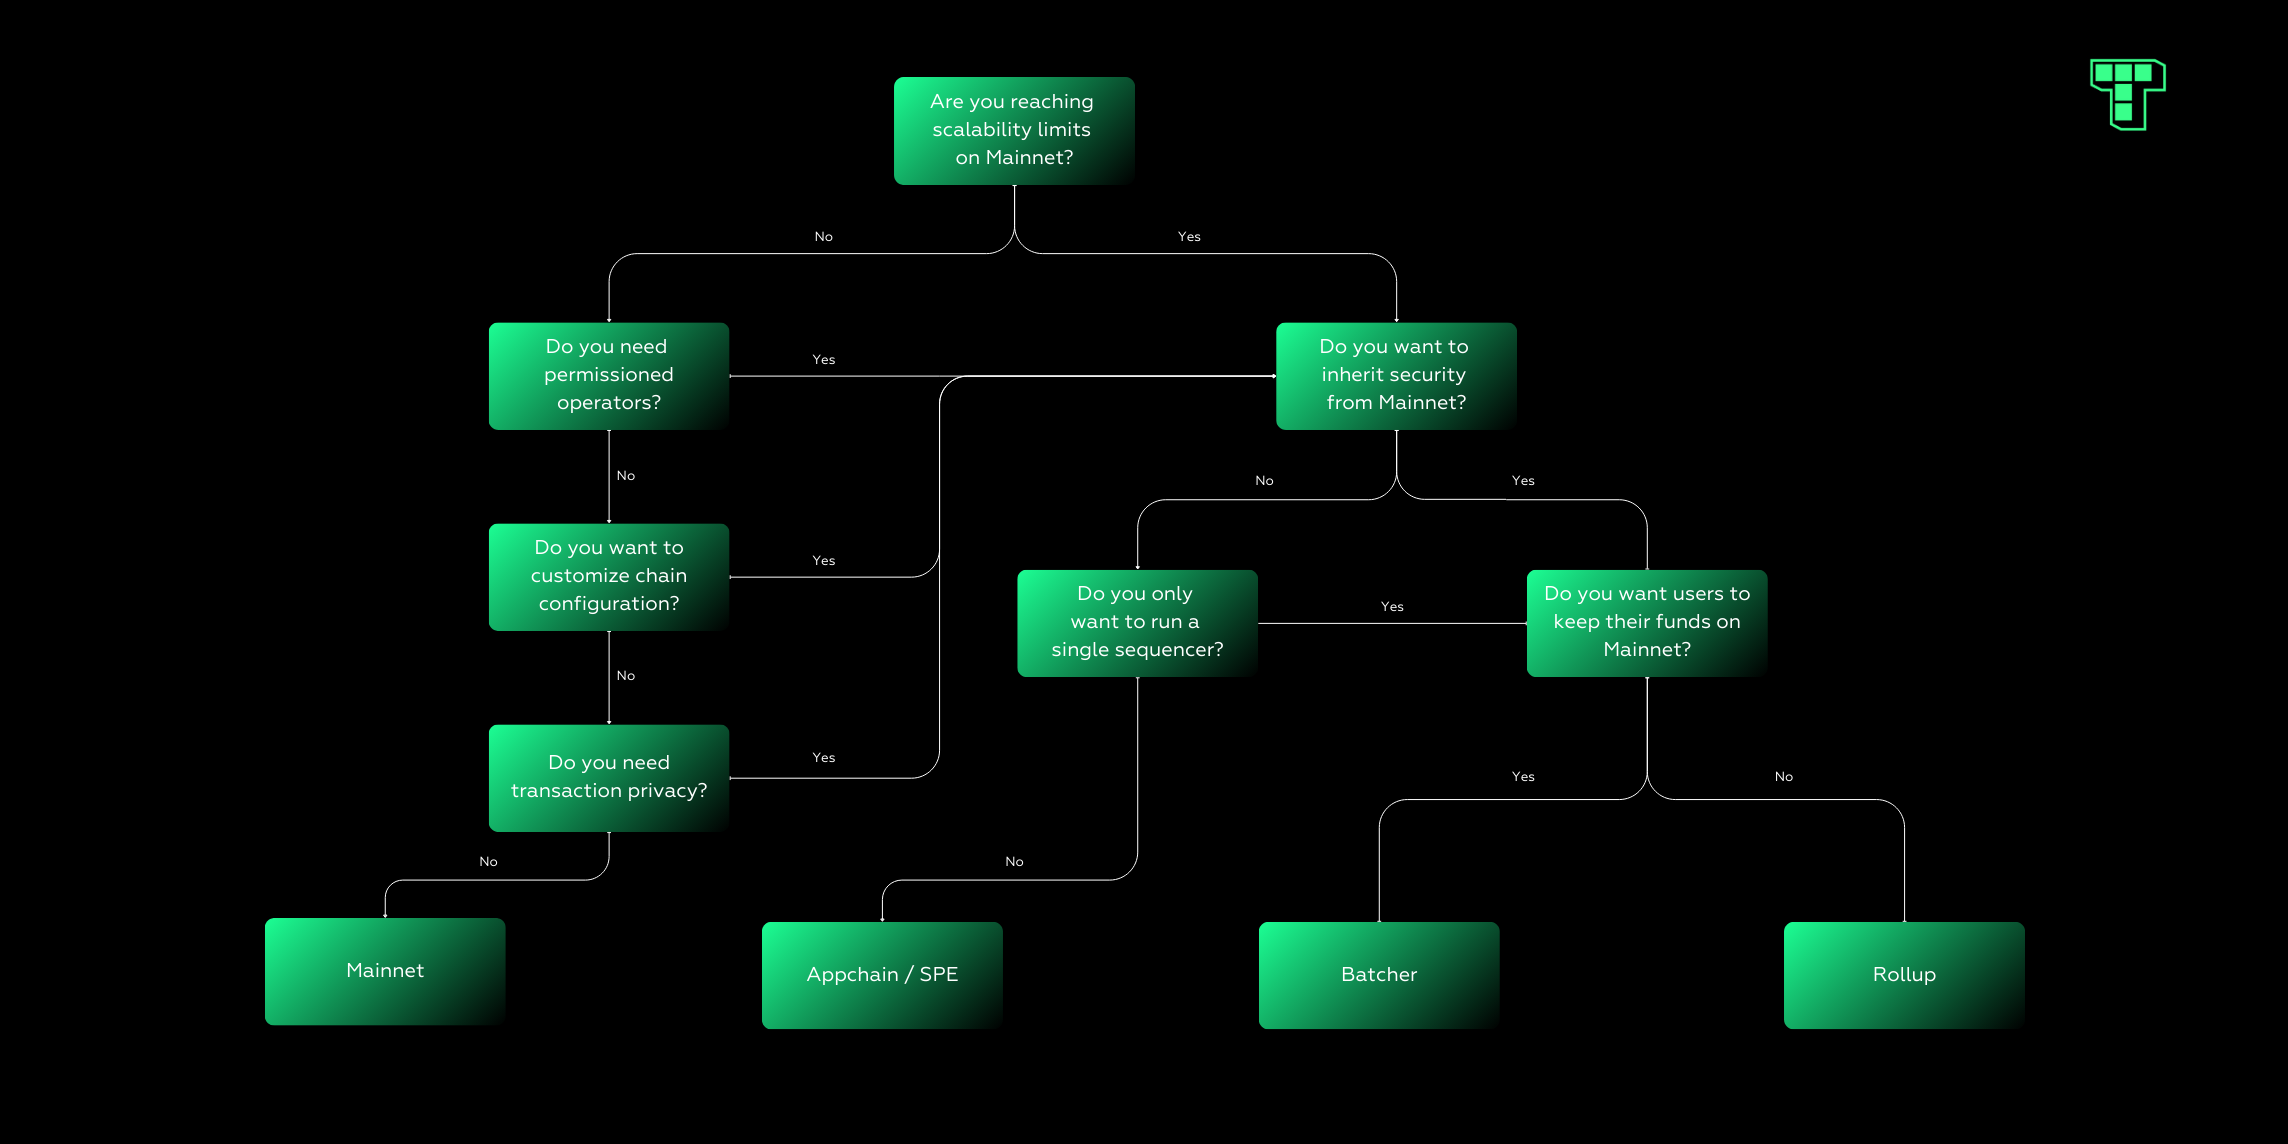 Are you reaching
scalability limits
on Mainnet?
No
Yes
Do you need
permissioned
operators?
Yes
Do you want to
inherit security
from Mainnet?
No
No
Yes
Do you want to
customize chain
configuration?
Yes
Do you only
want to run a
single sequencer?
Yes
Do you want users to
keep their funds on
Mainnet?
No
Do you need
transaction privacy?
Yes
Yes
No
No
No
Mainnet
Appchain / SPE
Batcher
Rollup